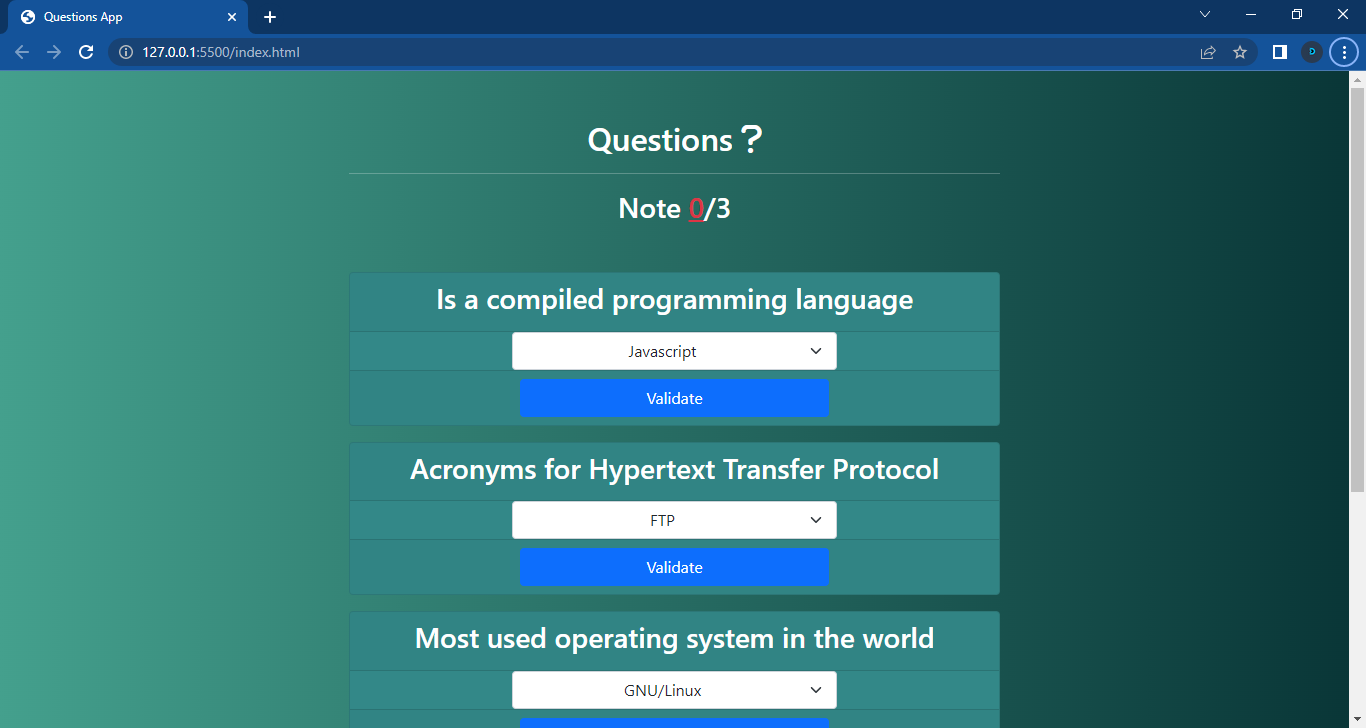 Questions App
127.0.0.1:5500/index.html
D
Questions ?
Note 0/3
Is a compiled programming language
Javascript
Validate
Acronyms for Hypertext Transfer Protocol
FTP
Validate
Most used operating system in the world
GNU/Linux